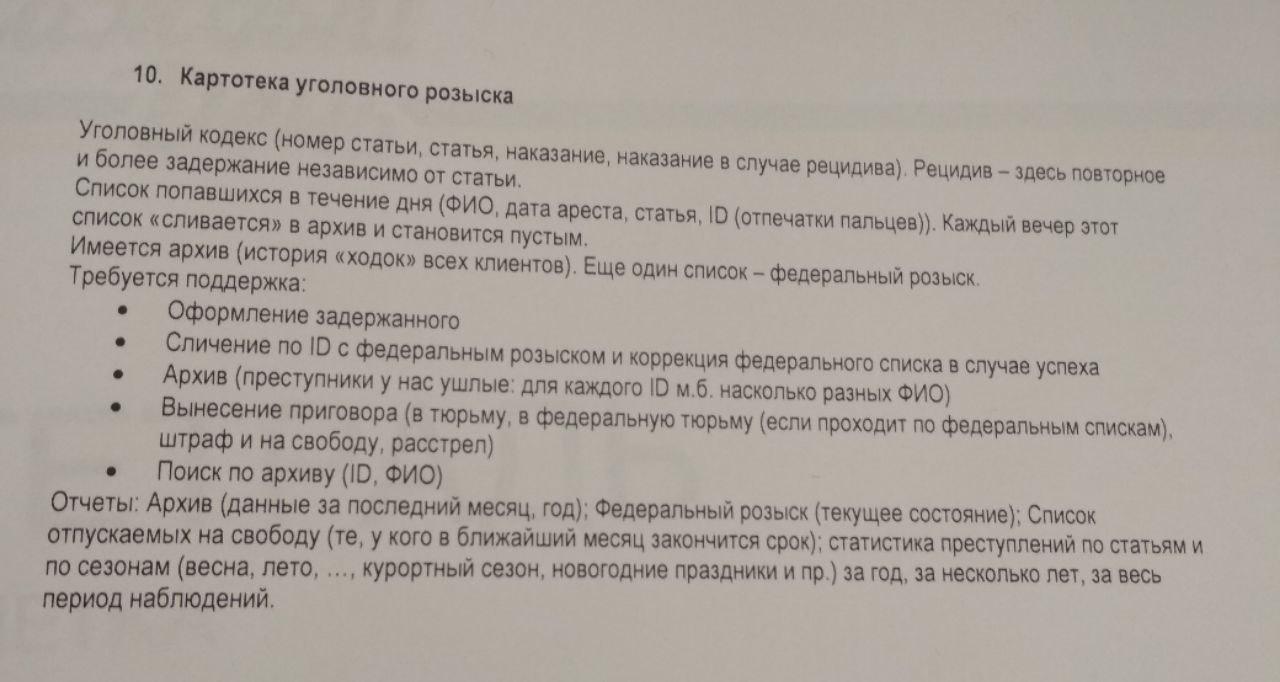 10. Картотека уголовного розыска
Уголовный кодекс (номер статьи, статья, наказание, наказание в случае рецидива). Рецидив – здесь повторное
и более задержание независимо от статьи.
Список попавшихся в течение дня (ФИО, дата ареста, статья, ID (отпечатки пальцев)). Каждый вечер этот
список «сливается» в архив и становится пустым.
Имеется архив (история «ходок» всех клиентов). Еще один список – федеральный розыск.
Требуется поддержка:
• Оформление задержанного
• Сличение по ID с федеральным розыском и коррекция федерального списка в случае успеха
• Архив (преступники у нас ушлые: для каждого ID м.б. насколько разных ФИО)
• Вынесение приговора (в тюрьму, в федеральную тюрьму (если проходит по федеральным спискам),
штраф и на свободу, расстрел)
• Поиск по архиву (ID, ФИО)
Отчеты: Архив (данные за последний месяц, год); Федеральный розыск (текущее состояние); Список
отпускаемых на свободу (те, у кого в ближайший месяц закончится срок); статистика преступлений по статьям и
по сезонам (весна, лето, …, курортный сезон, новогодние праздники и пр.) за год, за несколько лет, за весь
период наблюдений.